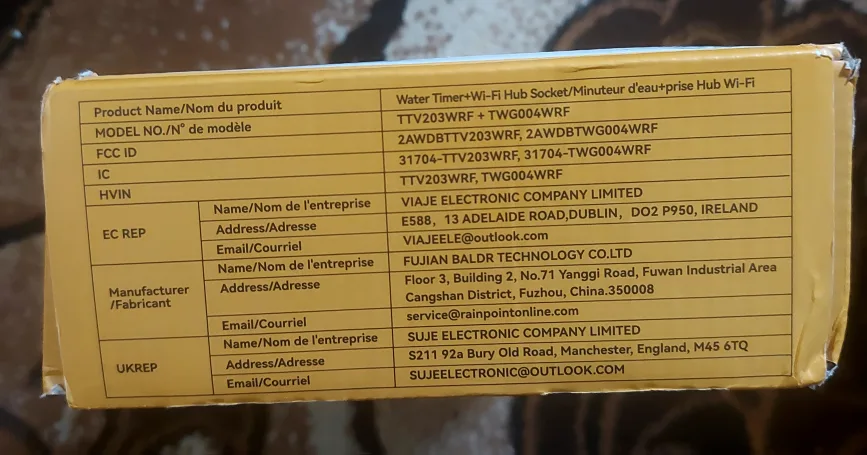 Product Name/Nom du produit Water Timer+Wi-Fi Hub Socket/Minuteur d'eau+prise Hub Wi-Fi
MODEL NO./N° de modèle TTV203WRF + TWG004WRF
FCC ID 2AWDBTTV203WRF, 2AWDBTWG004WRF
IC 31704-TTV203WRF, 31704-TWG004WRF
HVIN TTV203WRF, TWG004WRF
EC REP
Name/Nom de l'entreprise VIAJE ELECTRONIC COMPANY LIMITED
Address/Adresse E588, 13 ADELAIDE ROAD,DUBLIN, DO2 P950, IRELAND
Email/Courriel VIAJEELE@outlook.com
Manufacturer
/Fabricant
Name/Nom de l'entreprise FUJIAN BALDR TECHNOLOGY CO.LTD
Address/Adresse Floor 3, Building 2, No.71 Yanggi Road, Fuwan Industrial Area
Cangshan District, Fuzhou, China.350008
Email/Courriel service@rainpointonline.com
UKREP
Name/Nom de l'entreprise SUJE ELECTRONIC COMPANY LIMITED
Address/Adresse S211 92a Bury Old Road, Manchester, England, M45 6TQ
Email/Courriel SUJEELECTRONIC@OUTLOOK.COM